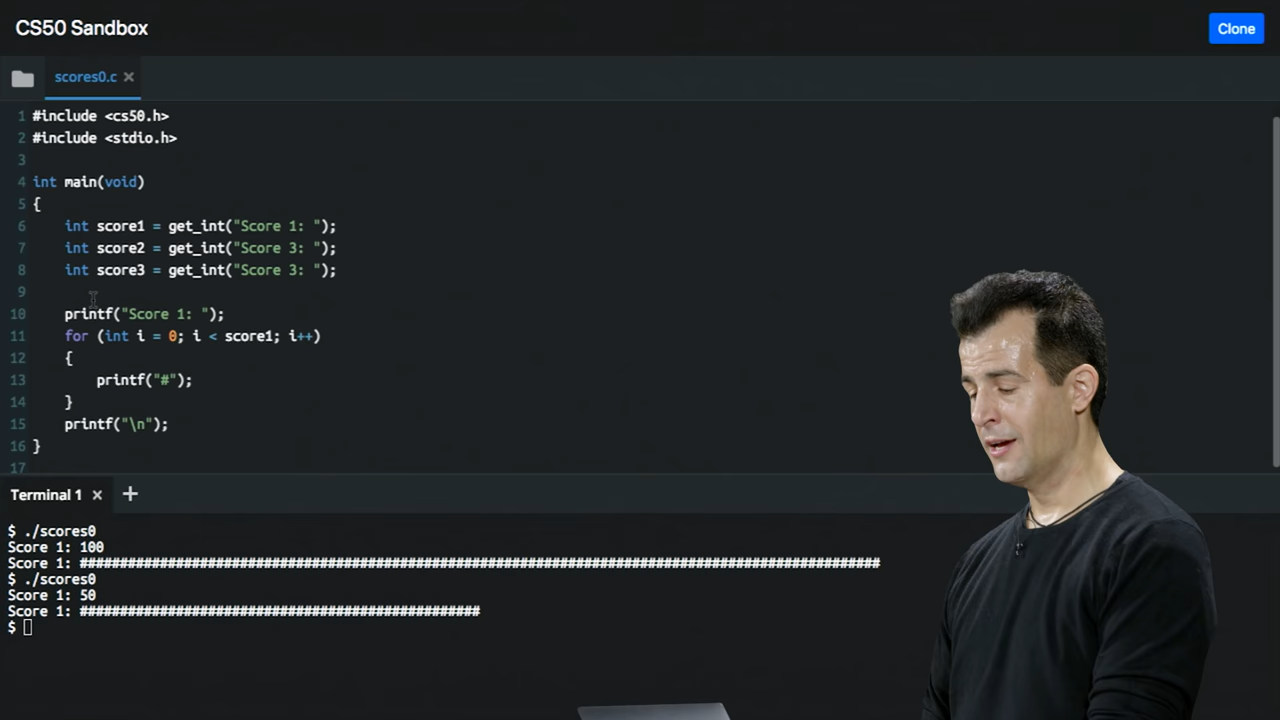 CS50 Sandbox
Clone
scores0.c ×
1 #include <cs50.h>
2 #include <stdio.h>
3
4 int main(void)
5 {
6     int score1 = get_int("Score 1: ");
7     int score2 = get_int("Score 3: ");
8     int score3 = get_int("Score 3: ");
9
10     printf("Score 1: ");
11     for (int i = 0; i < score1; i++)
12     {
13         printf("#");
14     }
15     printf("\n");
16 }
17
Terminal 1 × +
$ ./scores0
Score 1: 100
Score 1: ####################################################################################################
$ ./scores0
Score 1: 50
Score 1: ##################################################
$